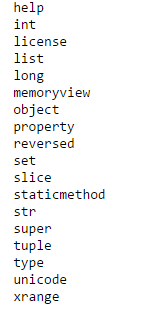 help
int
license
list
long
memoryview
object
property
reversed
set
slice
staticmethod
str
super
tuple
type
unicode
xrange